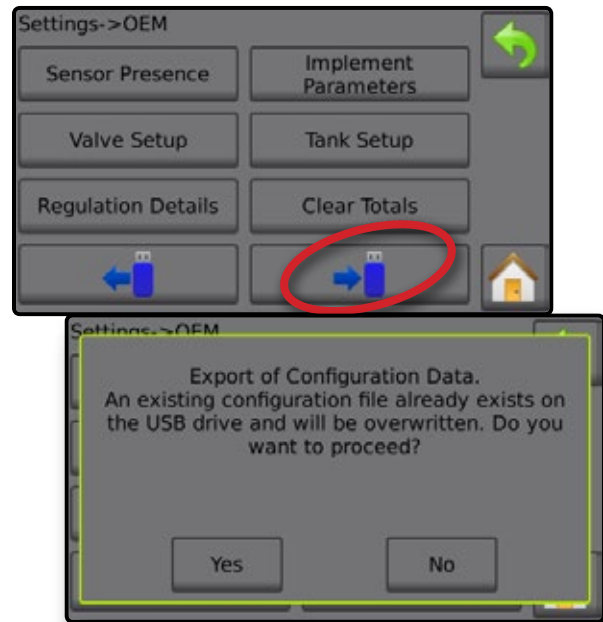 Settings->OEM
Sensor Presence
Implement
Parameters
Valve Setup
Tank Setup
Regulation Details
Clear Totals
Settings->OEM
Export of Configuration Data.
An existing configuration file already exists on
the USB drive and will be overwritten. Do you
want to proceed?
Yes
No